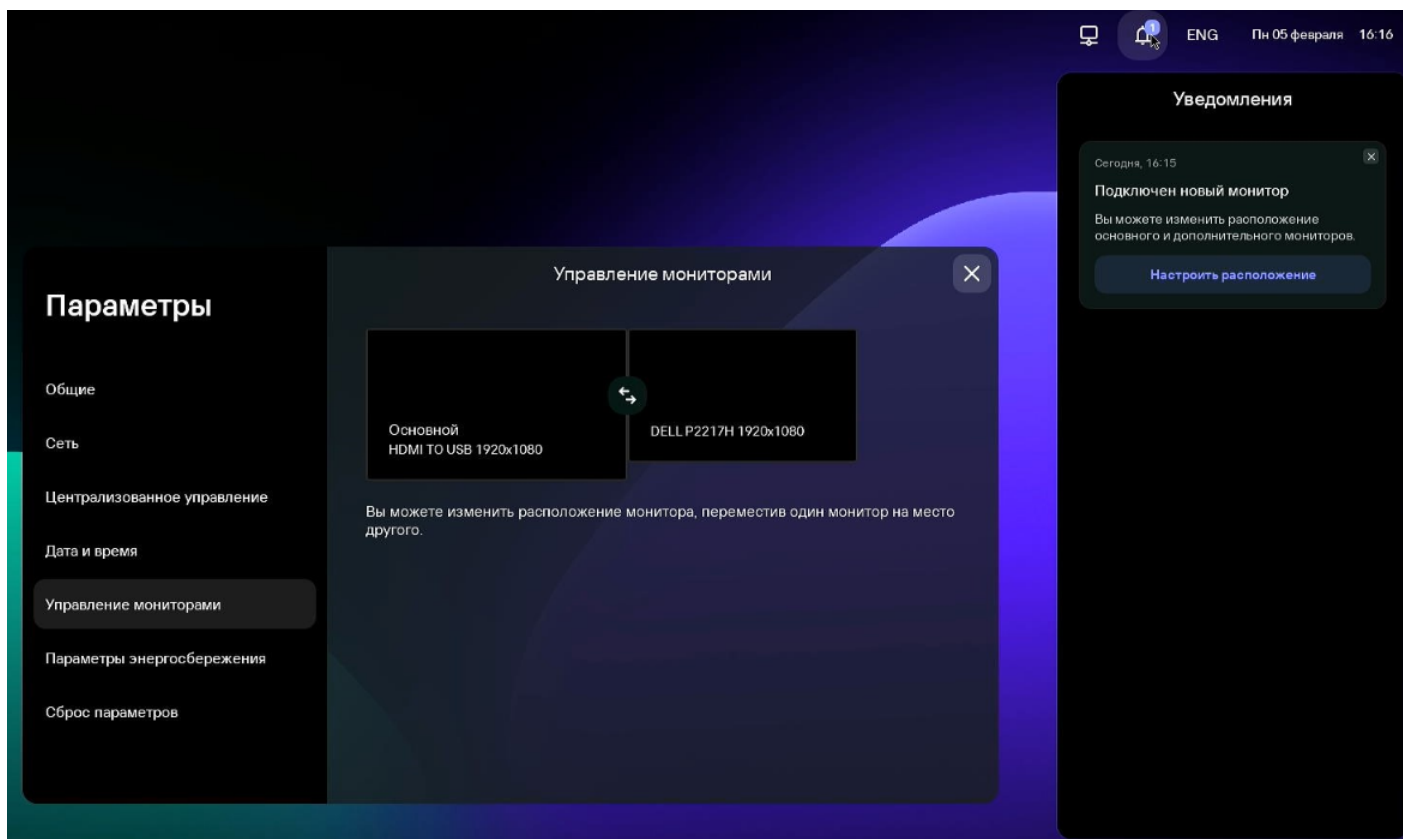 1
ENG
Пн 05 февраля 16:16
Уведомления
Сегодня, 16:15
Подключен новый монитор
Вы можете изменить расположение
основного и дополнительного мониторов.
Настроить расположение
Параметры
Общие
Сеть
Централизованное управление
Дата и время
Управление мониторами
Параметры энергосбережения
Сброс параметров
Управление мониторами
Основной
HDMI TO USB 1920x1080
DELL P2217H 1920x1080
Вы можете изменить расположение монитора, переместив один монитор на место
другого.